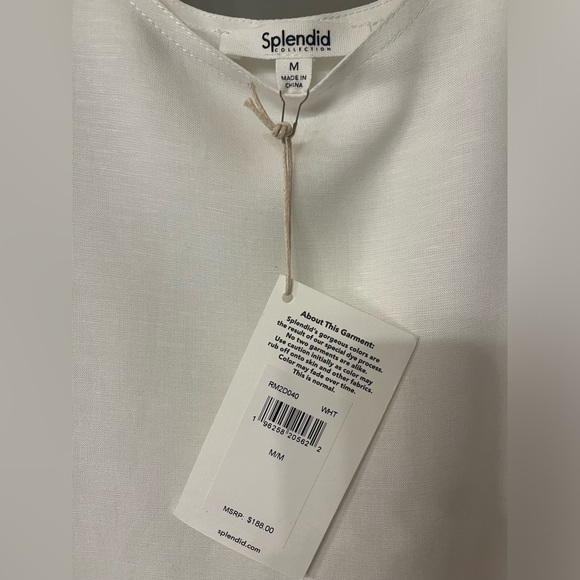 Splendid
COLLECTION
M
MADE IN
CHINA
About This Garment:
Splendid's gorgeous colors are
the result of our special dye process.
No two garments are alike.
Use caution initially as color may
rub off onto skin and other fabrics.
Color may fade over time.
This is normal.
RM2D040 WHT
1 96258 20562 2
M/M
MSRP: $188.00
splendid.com